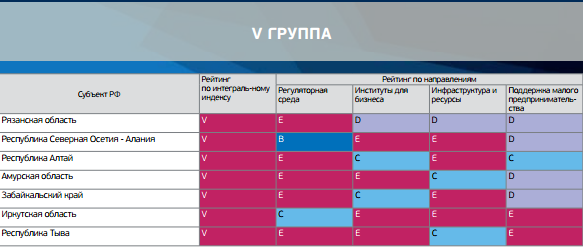 V ГРУППА
Субъект РФ
Рейтинг
по интеграль-ному
индексу
Рейтинг по направлениям
Регуляторная
среда
Институты для
бизнеса
Инфраструктура и
ресурсы
Поддержка малого
предприниматель-
ства
Рязанская область V E D D D
Республика Северная Осетия - Алания V B E E D
Республика Алтай V E C E C
Амурская область V E E C D
Забайкальский край V E C E D
Иркутская область V C E E E
Республика Тыва V E E C E